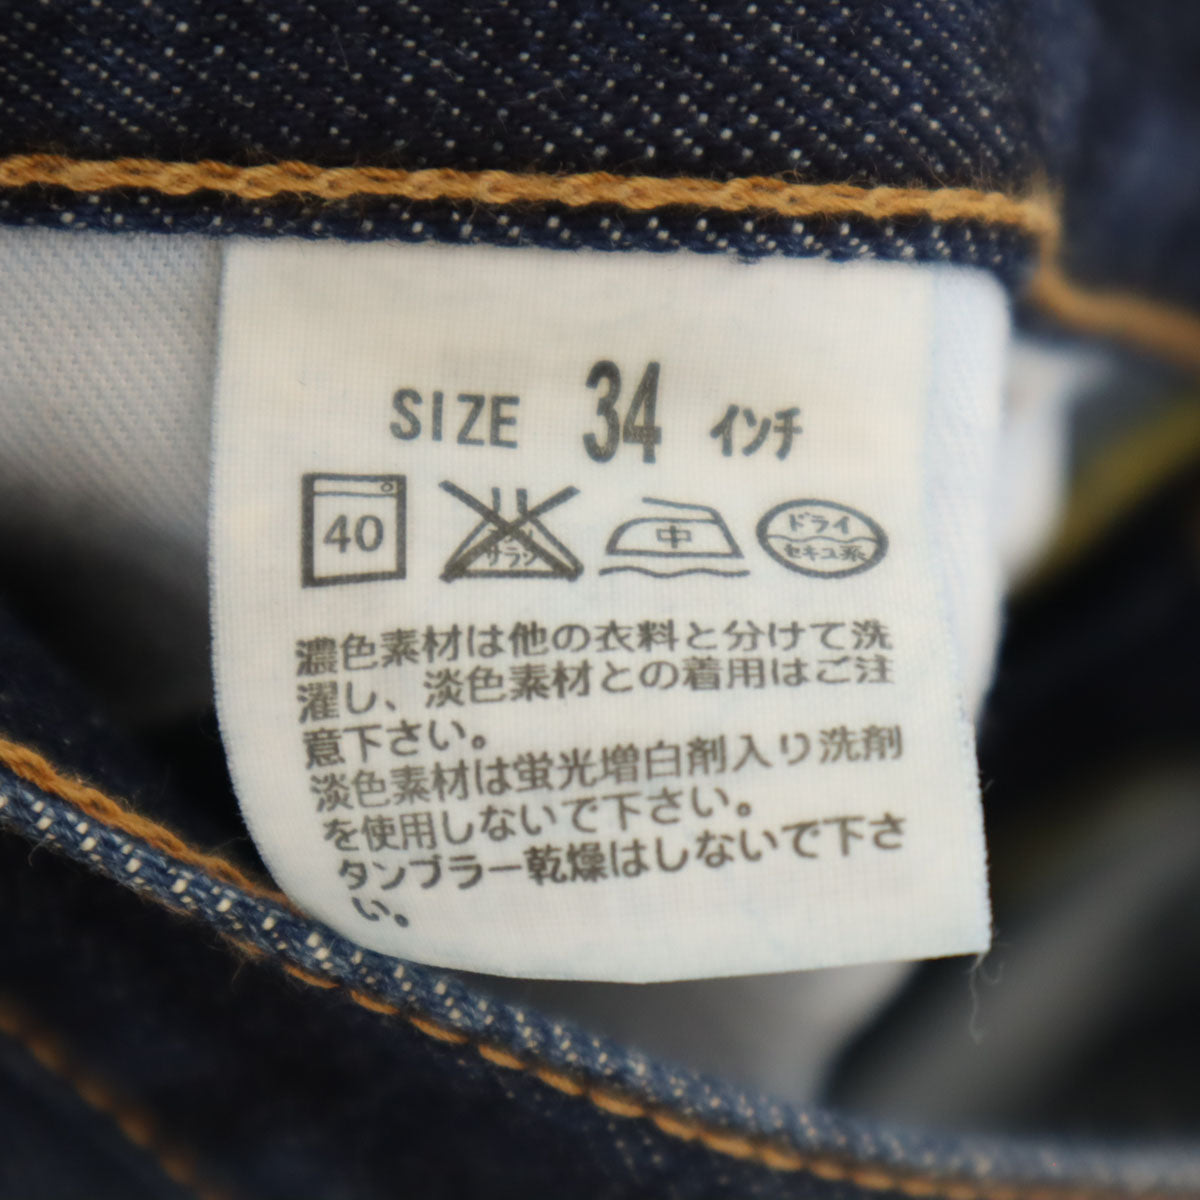 SIZE 34 インチ
40 サラシ 中 ドライ
セキユ系
濃色素材は他の衣料と分けて洗
濯し、淡色素材との着用はご注
意下さい。
淡色素材は蛍光増白剤入り洗剤
を使用しないで下さい。
タンブラー乾燥はしないで下さ
い。